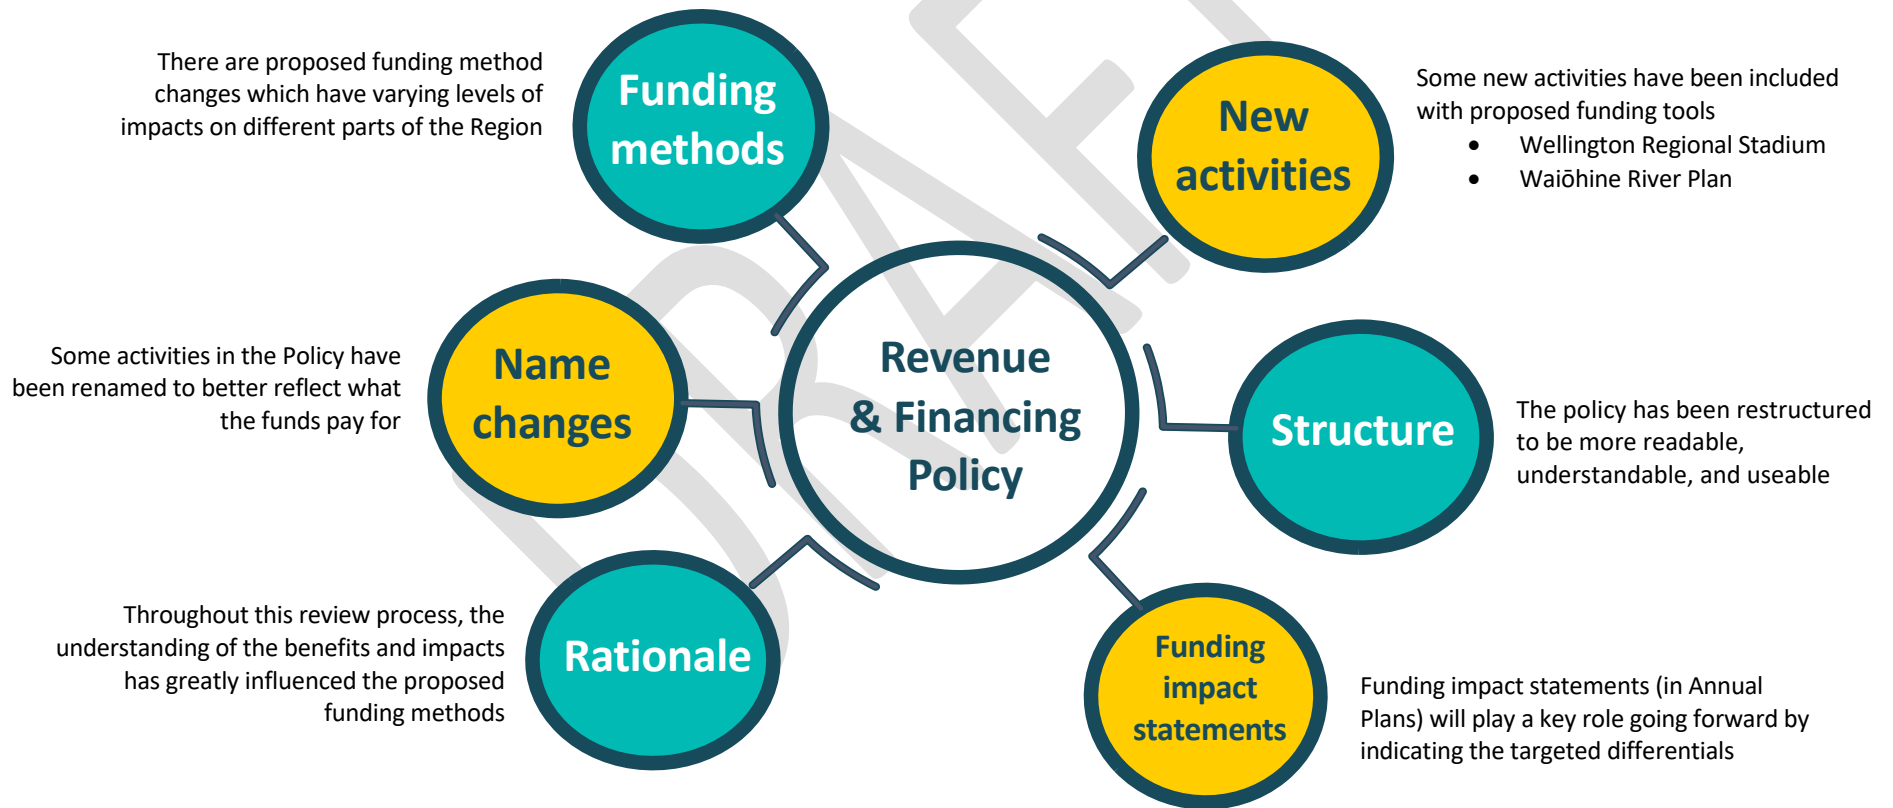 There are proposed funding method
changes which have varying levels of
impacts on different parts of the Region
Funding
methods
New
activities
Some new activities have been included
with proposed funding tools
• Wellington Regional Stadium
• Waiōhine River Plan
Some activities in the Policy have
been renamed to better reflect what
the funds pay for
Name
changes
Revenue
& Financing
Policy
Structure
The policy has been restructured
to be more readable,
understandable, and useable
Throughout this review process, the
understanding of the benefits and impacts
has greatly influenced the proposed
funding methods
Rationale
Funding
impact
statements
Funding impact statements (in Annual
Plans) will play a key role going forward by
indicating the targeted differentials
DRAF